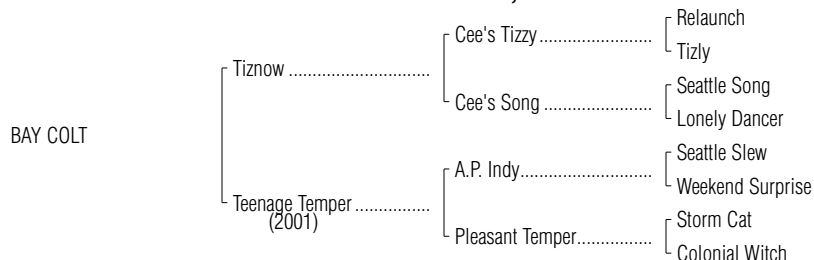 Relaunch
Cee's Tizzy........................
Tizly
Tiznow ..............................
Seattle Song
Cee's Song .......................
Lonely Dancer
BAY COLT
Seattle Slew
A.P. Indy............................
Weekend Surprise
Teenage Temper ................
(2001)
Storm Cat
Pleasant Temper................
Colonial Witch